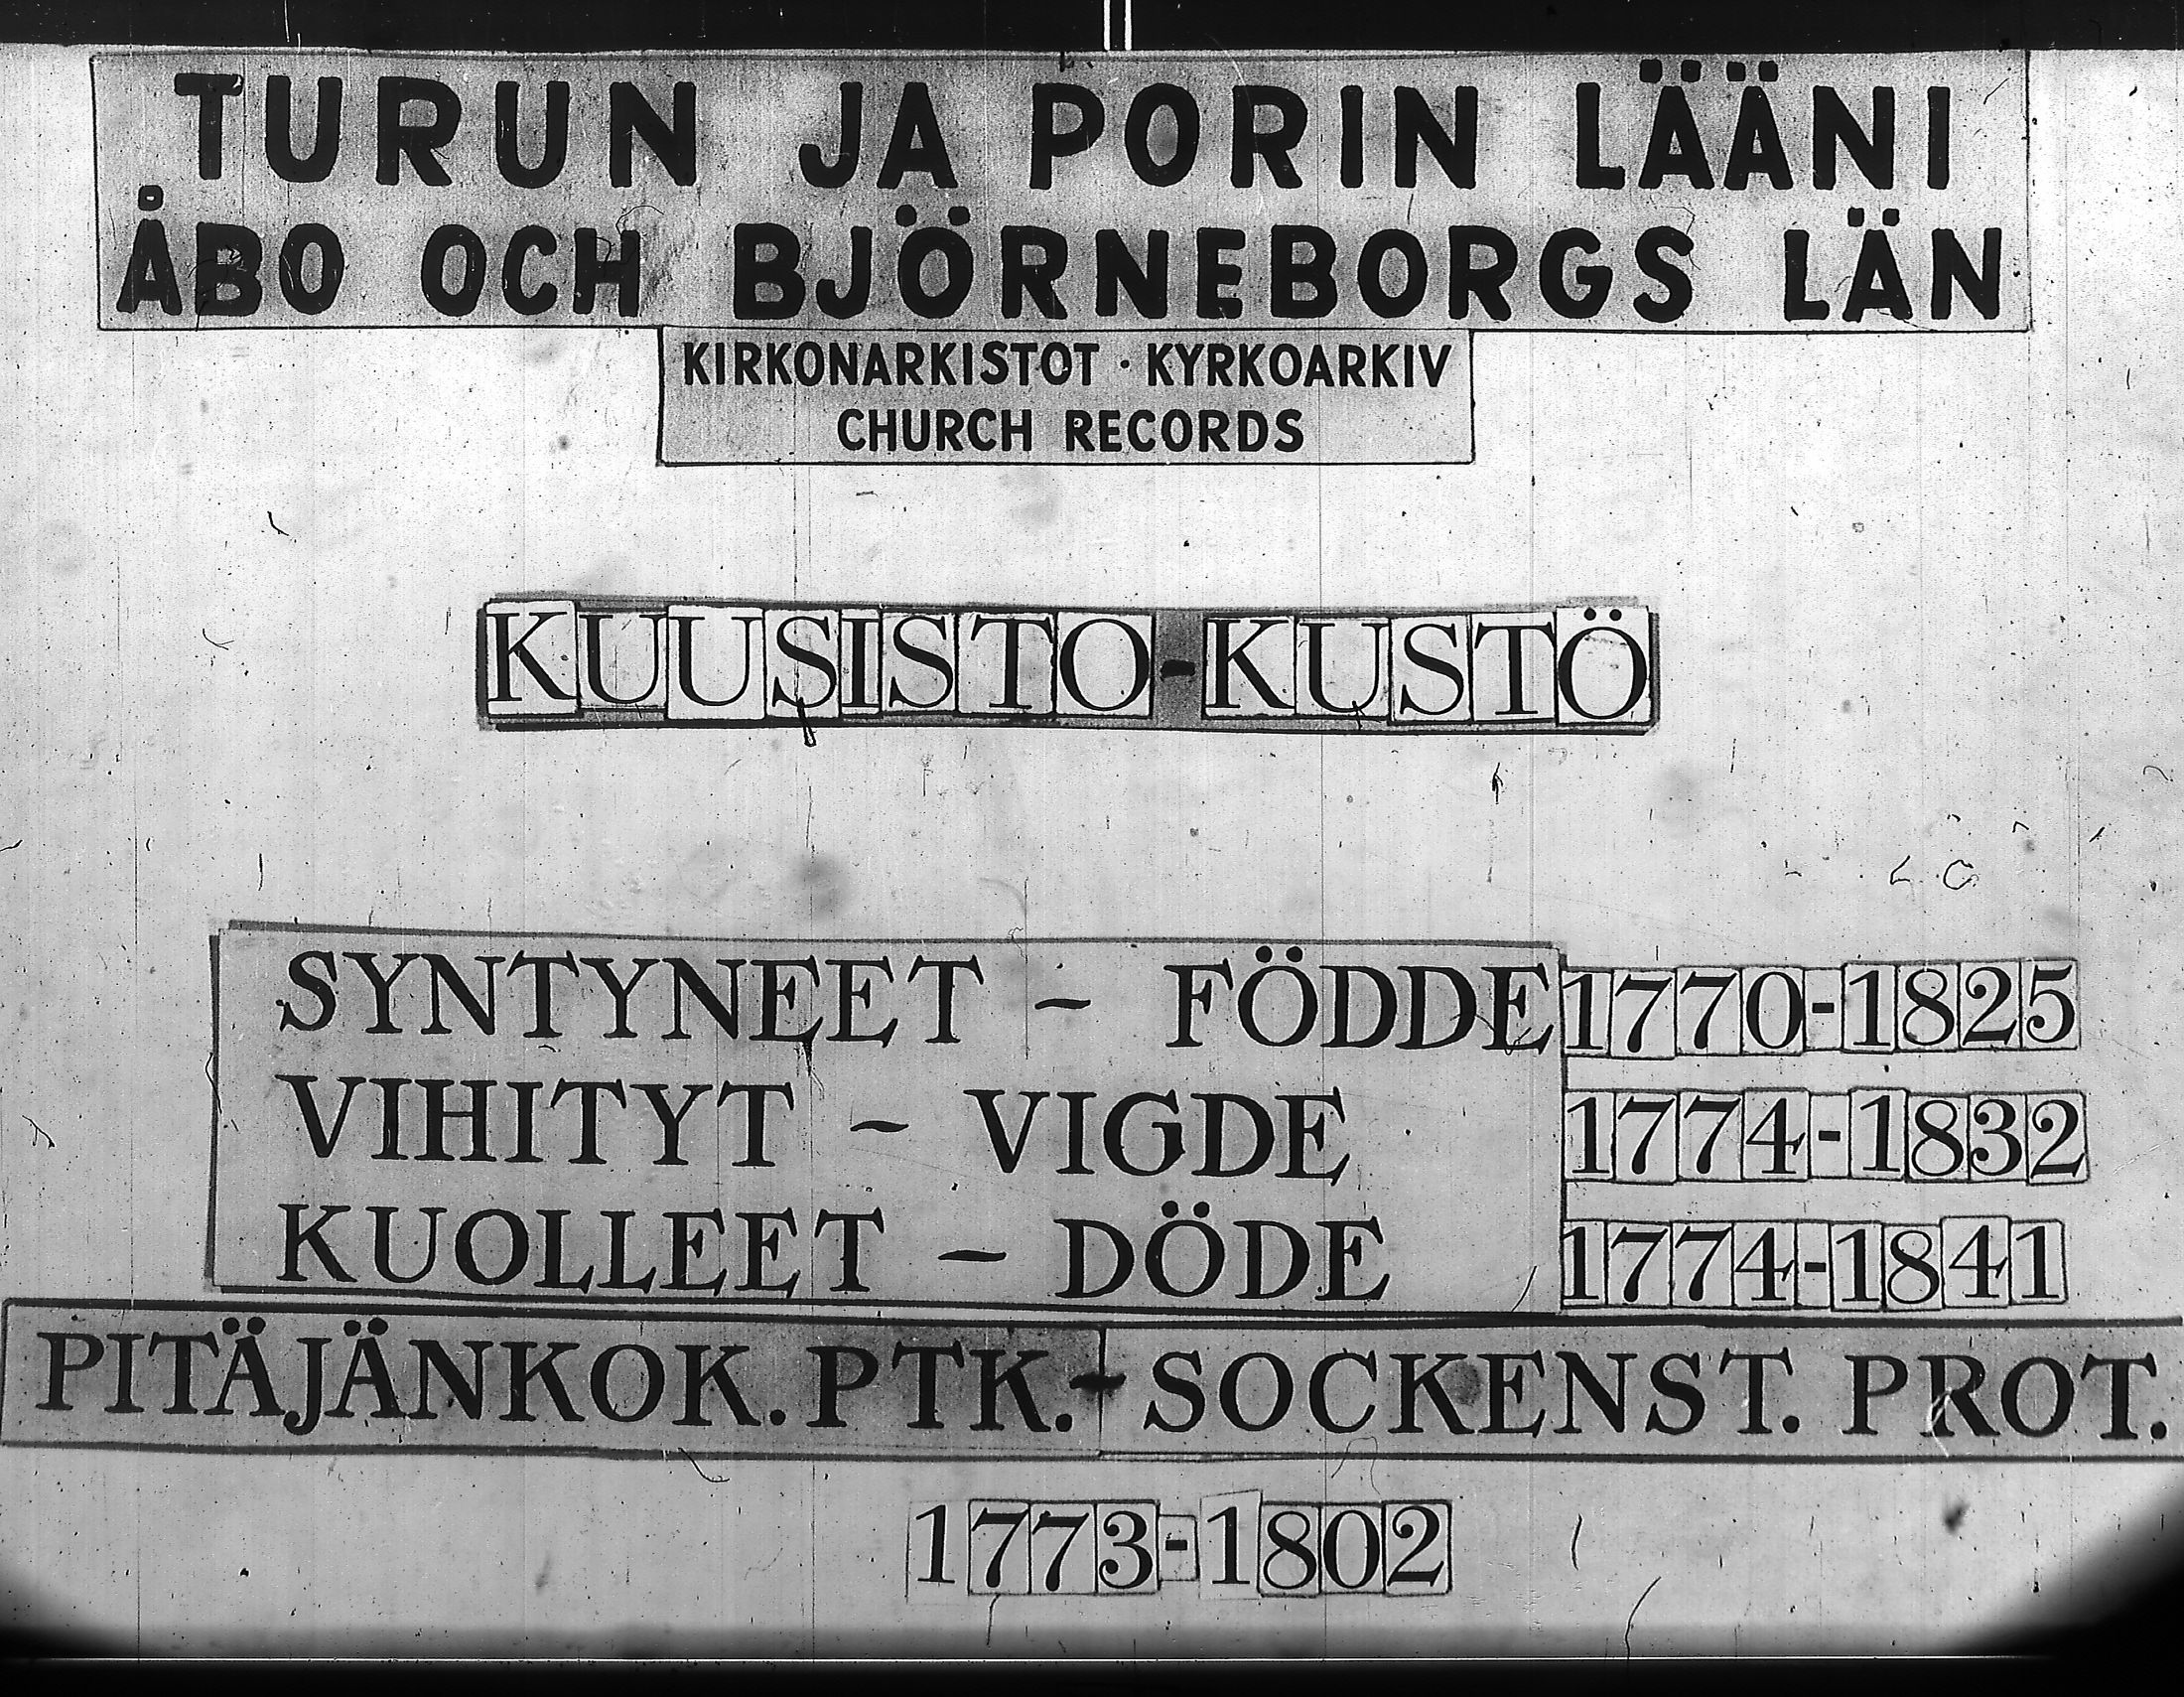 TURUN JA PORIN LÄÄNI
ÅBO OCH BJÖRNEBORGS LÄN
KIRKONARKISTOT · KYRKOARKIV
CHURCH RECORDS
KUUSISTO-KUSTÖ
SYNTYNEET - FÖDDE 1770-1825
VIHITYT - VIGDE 1774-1832
KUOLLEET - DÖDE 1774-1841
PITÄJÄNKOK. PTK. - SOCKENST. PROT.
1773-1802